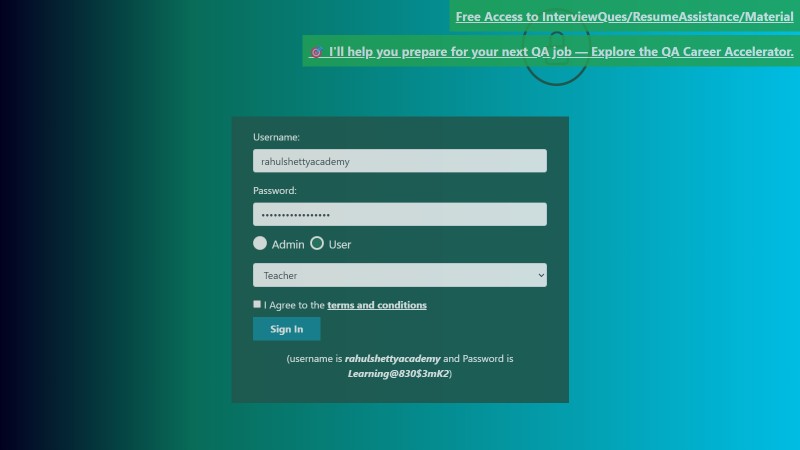 Free Access to InterviewQues/ResumeAssistance/Material
🎯 I'll help you prepare for your next QA job — Explore the QA Career Accelerator.
Username:
rahulshettyacademy
Password:
•••••••••••••••••
Admin User
Teacher
I Agree to the terms and conditions
Sign In
(username is rahulshettyacademy and Password is
Learning@830$3mK2)